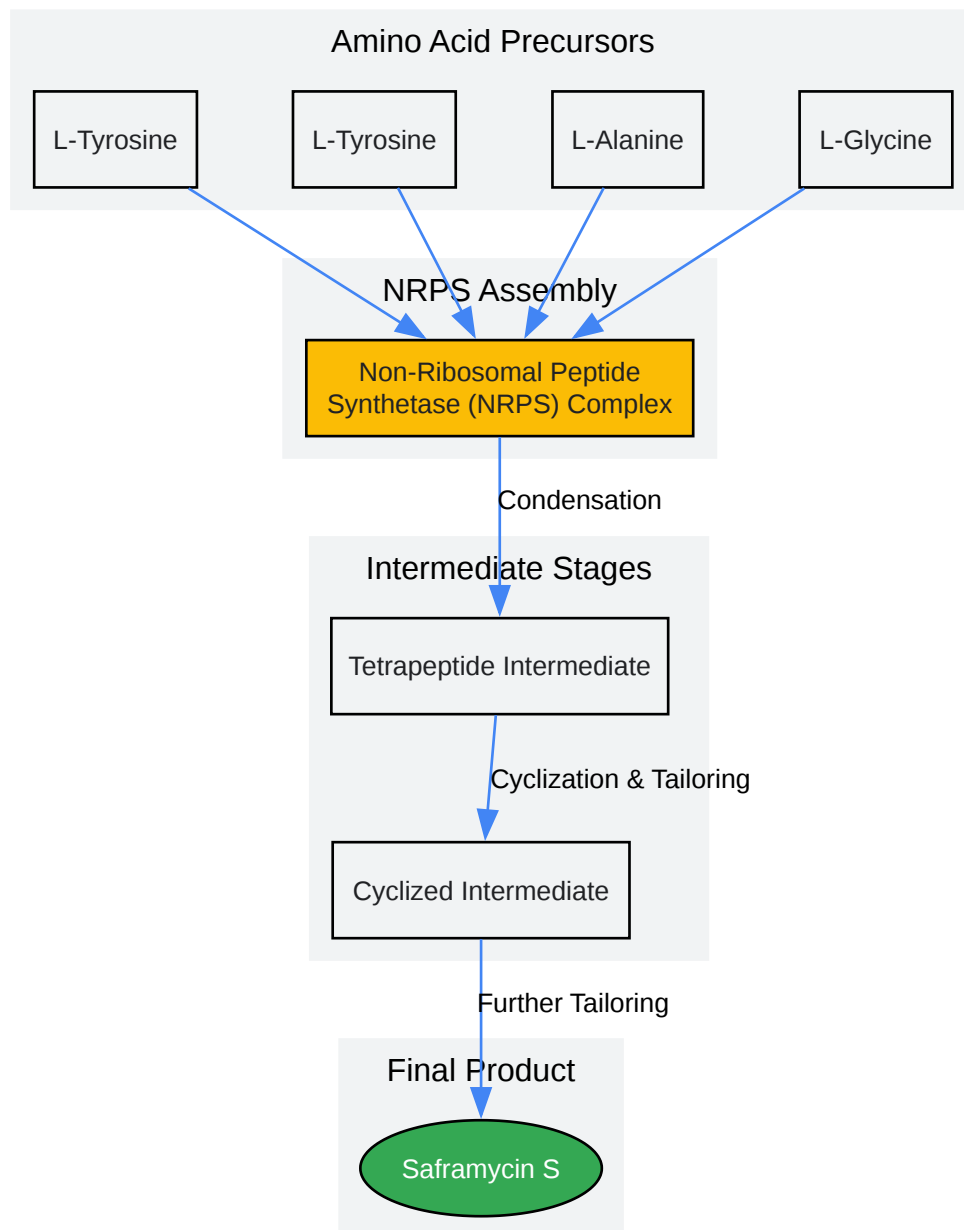 Amino Acid Precursors
L-Tyrosine
L-Tyrosine
L-Alanine
L-Glycine
NRPS Assembly
Non-Ribosomal Peptide
Synthetase (NRPS) Complex
Condensation
Intermediate Stages
Tetrapeptide Intermediate
Cyclization & Tailoring
Cyclized Intermediate
Further Tailoring
Final Product
Saframycin S